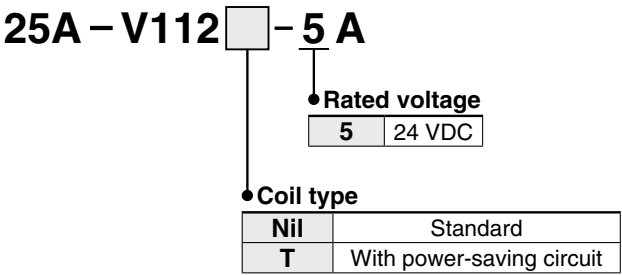 25A – V112 – 5 A
Rated voltage
5 24 VDC
Coil type
Nil Standard
T With power-saving circuit